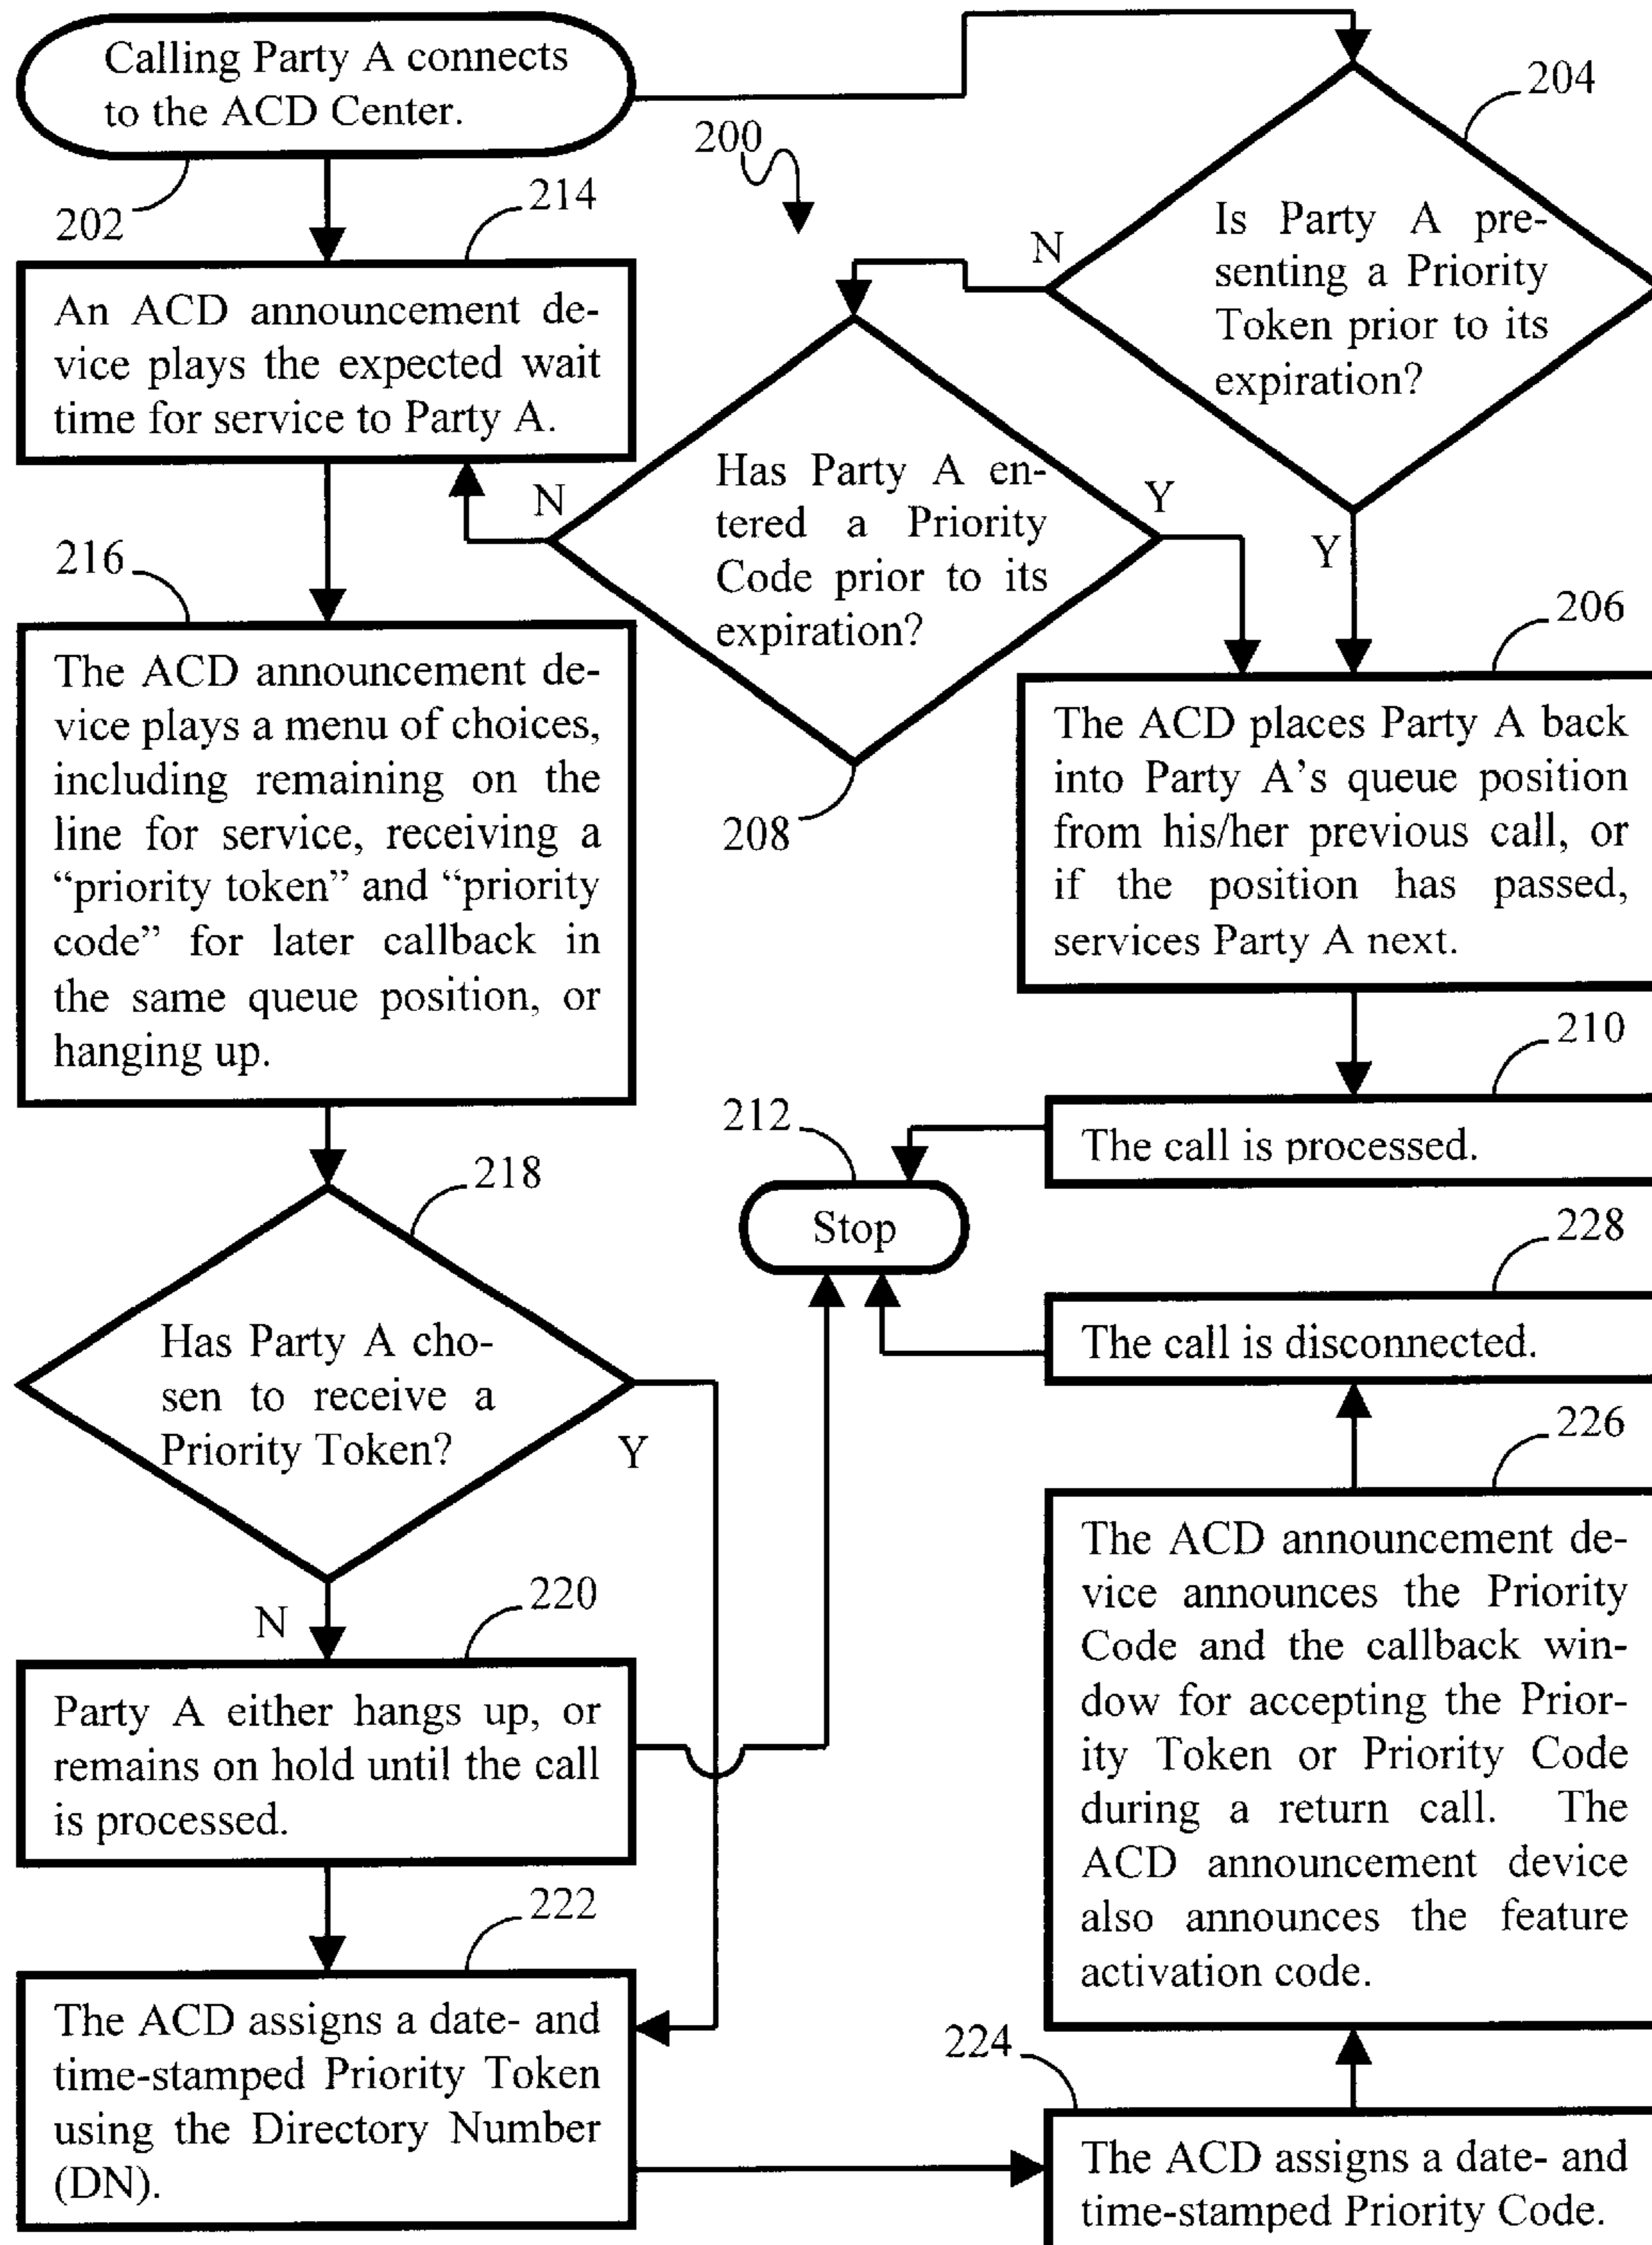 Calling Party A connects
to the ACD Center.
202
200
204
Is Party A pre-
senting a Priority
Token prior to its
expiration?
N
Y
214
An ACD announcement de-
vice plays the expected wait
time for service to Party A.
Has Party A en-
tered a Priority
Code prior to its
expiration?
N
Y
208
206
The ACD places Party A back
into Party A's queue position
from his/her previous call, or
if the position has passed,
services Party A next.
216
The ACD announcement de-
vice plays a menu of choices,
including remaining on the
line for service, receiving a
“priority token” and “priority
code” for later callback in
the same queue position, or
hanging up.
210
The call is processed.
212
Stop
218
Has Party A cho-
sen to receive a
Priority Token?
Y
N
228
The call is disconnected.
220
Party A either hangs up, or
remains on hold until the call
is processed.
226
The ACD announcement de-
vice announces the Priority
Code and the callback win-
dow for accepting the Prior-
ity Token or Priority Code
during a return call. The
ACD announcement device
also announces the feature
activation code.
222
The ACD assigns a date- and
time-stamped Priority Token
using the Directory Number
(DN).
224
The ACD assigns a date- and
time-stamped Priority Code.